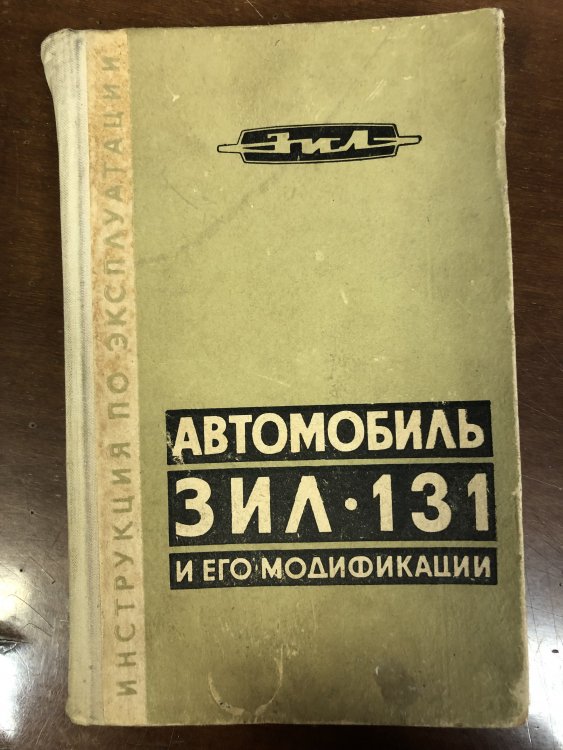 ЗИЛ
АВТОМОБИЛЬ
ЗИЛ·131
И ЕГО МОДИФИКАЦИИ
ИНСТРУКЦИЯ ПО ЭКСПЛУАТАЦИИ